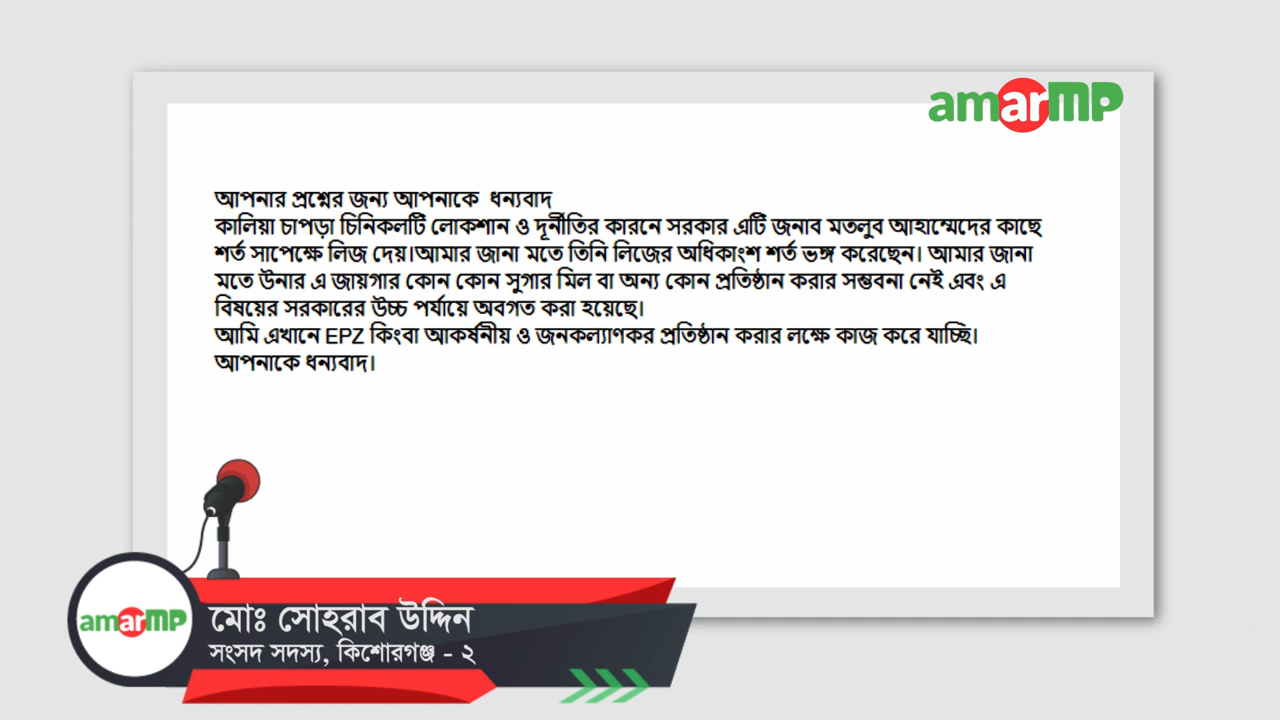 amarMP
আপনার প্রশ্নের জন্য আপনাকে ধন্যবাদ
কালিয়া চাপড়া চিনিকলটি লোকশান ও দূর্নীতির কারনে সরকার এটি জনাব মতলুব আহাম্মেদের কাছে
শর্ত সাপেক্ষে লিজ দেয়।আমার জানা মতে তিনি লিজের অধিকাংশ শর্ত ভঙ্গ করেছেন। আমার জানা
মতে উনার এ জায়গার কোন কোন সুগার মিল বা অন্য কোন প্রতিষ্ঠান করার সম্ভবনা নেই এবং এ
বিষয়ের সরকারের উচ্চ পর্যায়ে অবগত করা হয়েছে।
আমি এখানে EPZ কিংবা আকর্ষনীয় ও জনকল্যাণকর প্রতিষ্ঠান করার লক্ষে কাজ করে যাচ্ছি।
আপনাকে ধন্যবাদ।
amarMP
মোঃ সোহরাব উদ্দিন
সংসদ সদস্য, কিশোরগঞ্জ - ২